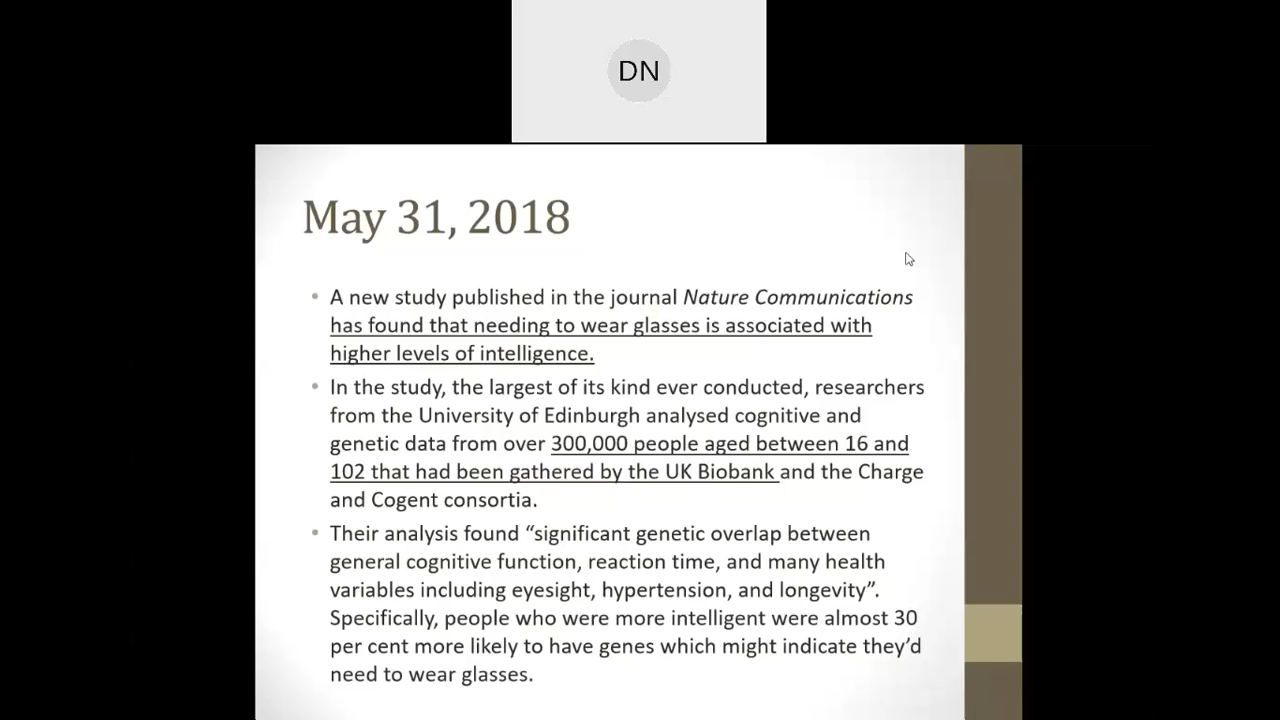 DN
May 31, 2018
• A new study published in the journal Nature Communications
has found that needing to wear glasses is associated with
higher levels of intelligence.
• In the study, the largest of its kind ever conducted, researchers
from the University of Edinburgh analysed cognitive and
genetic data from over 300,000 people aged between 16 and
102 that had been gathered by the UK Biobank and the Charge
and Cogent consortia.
• Their analysis found “significant genetic overlap between
general cognitive function, reaction time, and many health
variables including eyesight, hypertension, and longevity”.
Specifically, people who were more intelligent were almost 30
per cent more likely to have genes which might indicate they’d
need to wear glasses.